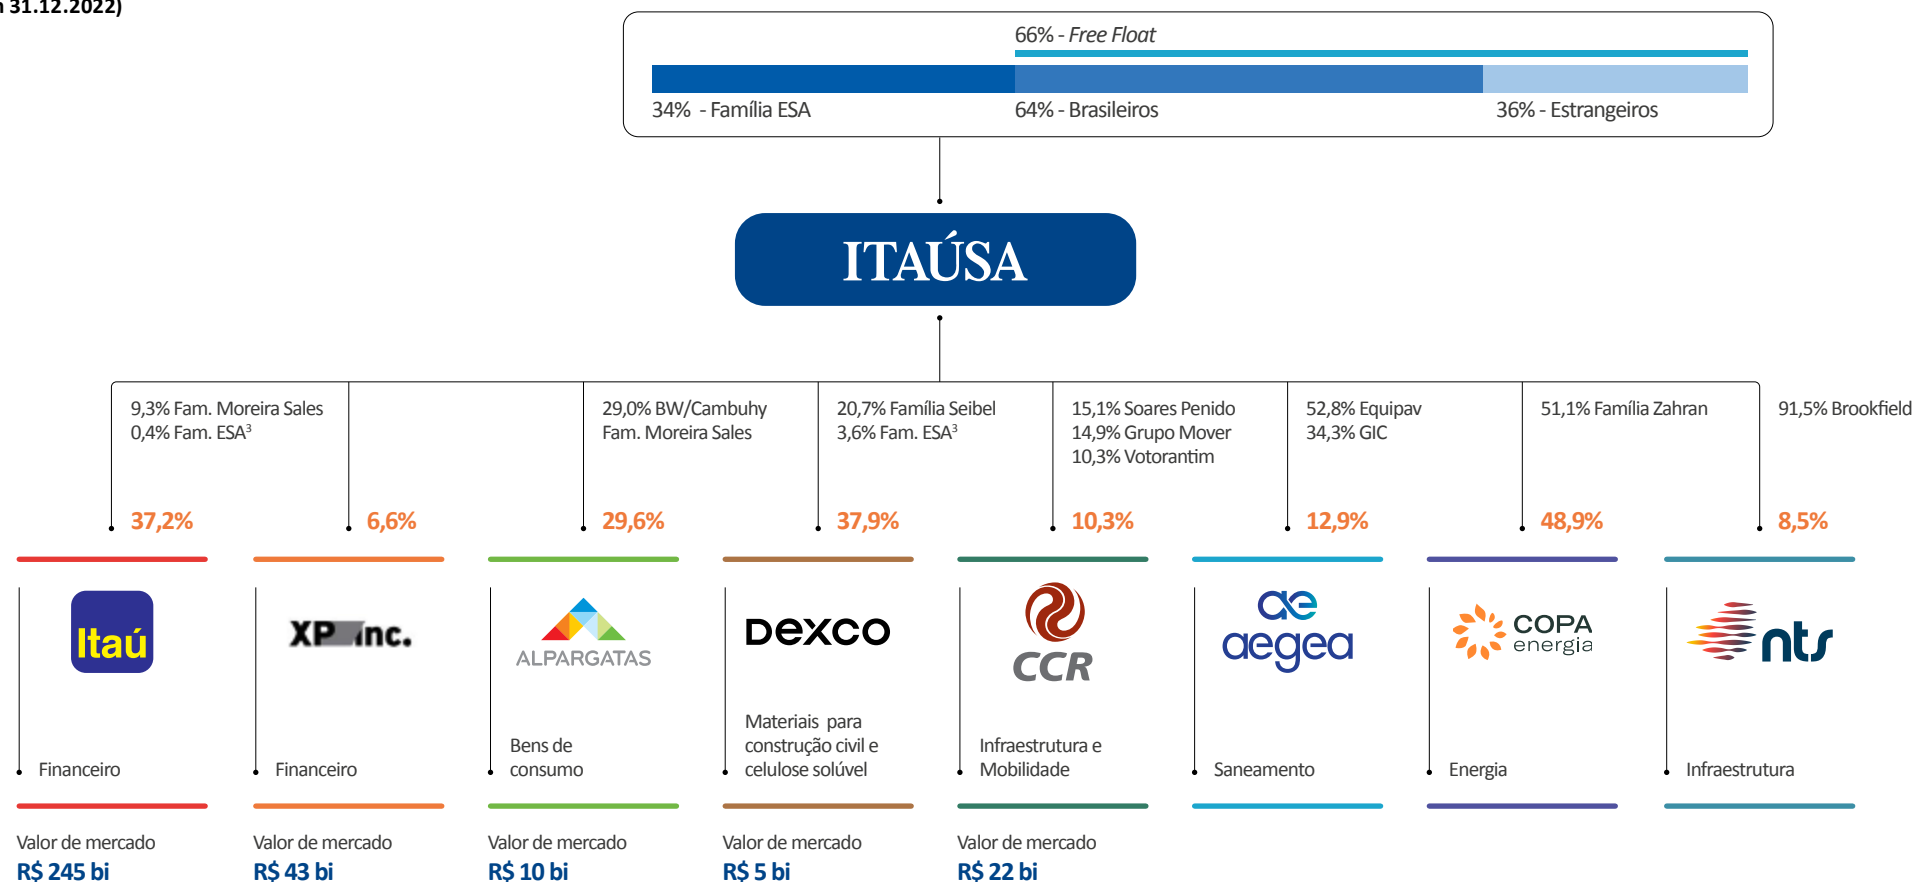 31.12.2022)
66% - Free Float
34% - Família ESA
64% - Brasileiros
36% - Estrangeiros
ITAÚSA
9,3% Fam. Moreira Sales
0,4% Fam. ESA³
29,0% BW/Cambuhy
Fam. Moreira Sales
20,7% Família Seibel
3,6% Fam. ESA³
15,1% Soares Penido
14,9% Grupo Mover
10,3% Votorantim
52,8% Equipav
34,3% GIC
51,1% Família Zahran
91,5% Brookfield
37,2%
6,6%
29,6%
37,9%
10,3%
12,9%
48,9%
8,5%
Itaú
XP inc.
ALPARGATAS
Dexco
CCR
ae
aegea
COPA
energia
nts
Financeiro
Financeiro
Bens de
consumo
Materiais para
construção civil e
celulose solúvel
Infraestrutura e
Mobilidade
Saneamento
Energia
Infraestrutura
Valor de mercado
R$ 245 bi
Valor de mercado
R$ 43 bi
Valor de mercado
R$ 10 bi
Valor de mercado
R$ 5 bi
Valor de mercado
R$ 22 bi